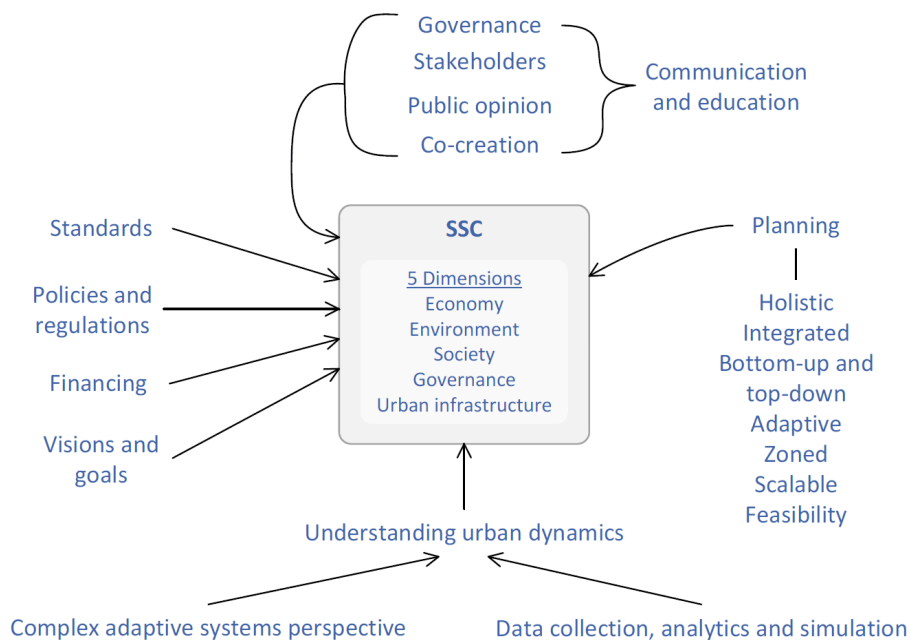 Governance
Stakeholders
Public opinion
Co-creation
Communication
and education
Standards
Policies and
regulations
Financing
Visions and
goals
SSC
5 Dimensions
Economy
Environment
Society
Governance
Urban infrastructure
Planning
Holistic
Integrated
Bottom-up and
top-down
Adaptive
Zoned
Scalable
Feasibility
Understanding urban dynamics
Complex adaptive systems perspective
Data collection, analytics and simulation